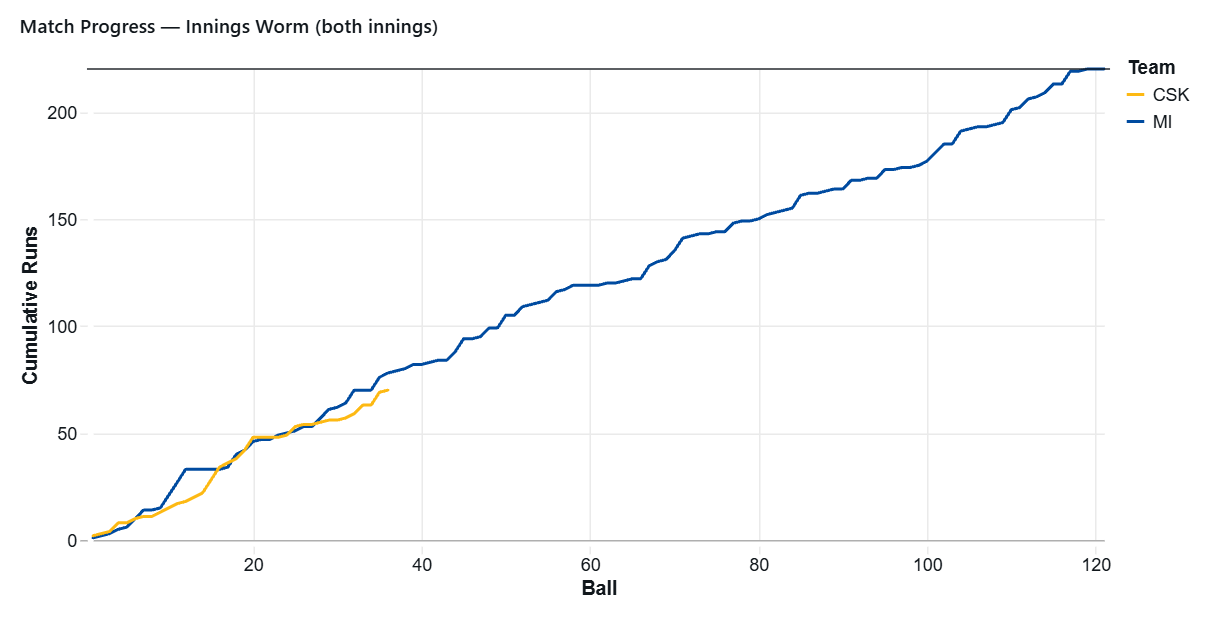 Match Progress — Innings Worm (both innings)
Team
CSK
MI
Cumulative Runs
200
150
100
50
0
20 40 60 80 100 120
Ball